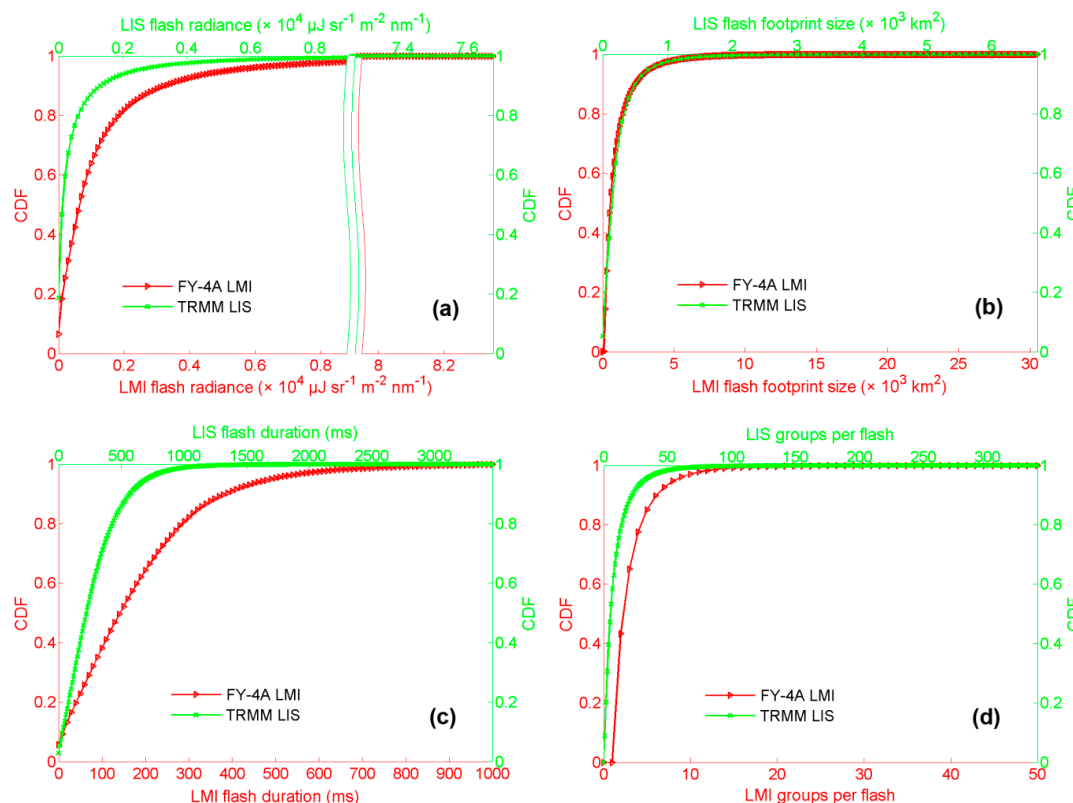 LIS flash radiance (× 10⁴ μJ sr⁻¹ m⁻² nm⁻¹)
0 0.2 0.4 0.6 0.8 7.4 7.6
1 0.8 0.6 0.4 0.2 0
CDF
1 0.8 0.6 0.4 0.2 0
CDF
FY-4A LMI
TRMM LIS
(a)
0 0.2 0.4 0.6 0.8 8 8.2
LMI flash radiance (× 10⁴ μJ sr⁻¹ m⁻² nm⁻¹)
LIS flash footprint size (× 10³ km²)
0 1 2 3 4 5 6
1 0.8 0.6 0.4 0.2 0
CDF
1 0.8 0.6 0.4 0.2 0
CDF
FY-4A LMI
TRMM LIS
(b)
0 5 10 15 20 25 30
LMI flash footprint size (× 10³ km²)
LIS flash duration (ms)
0 500 1000 1500 2000 2500 3000
1 0.8 0.6 0.4 0.2 0
CDF
1 0.8 0.6 0.4 0.2 0
CDF
FY-4A LMI
TRMM LIS
(c)
0 100 200 300 400 500 600 700 800 900 1000
LMI flash duration (ms)
LIS groups per flash
0 50 100 150 200 250 300
1 0.8 0.6 0.4 0.2 0
CDF
1 0.8 0.6 0.4 0.2 0
CDF
FY-4A LMI
TRMM LIS
(d)
0 10 20 30 40 50
LMI groups per flash